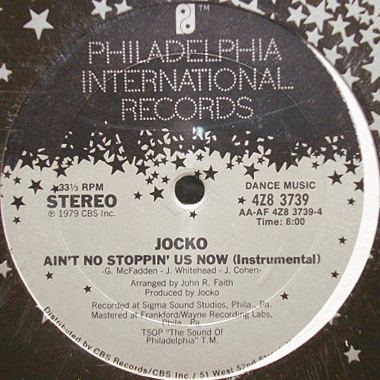 ™
PHILADELPHIA
INTERNATIONAL
RECORDS
33⅓ RPM
STEREO
℗ 1979 CBS Inc.
DANCE MUSIC
4Z8 3739
AA-AF 4Z8 3739-4
Time: 8:00
JOCKO
AIN'T NO STOPPIN' US NOW (Instrumental)
-G. McFadden - J. Whitehead - J. Cohen-
Arranged by John R. Faith
Produced by Jocko
Recorded at Sigma Sound Studios, Phila., Pa.
Mastered at Frankford/Wayne Recording Labs,
Phila., Pa.
TSOP "The Sound Of
Philadelphia" T.M.
Distributed by CBS Records/CBS Inc. / 51 West 52nd